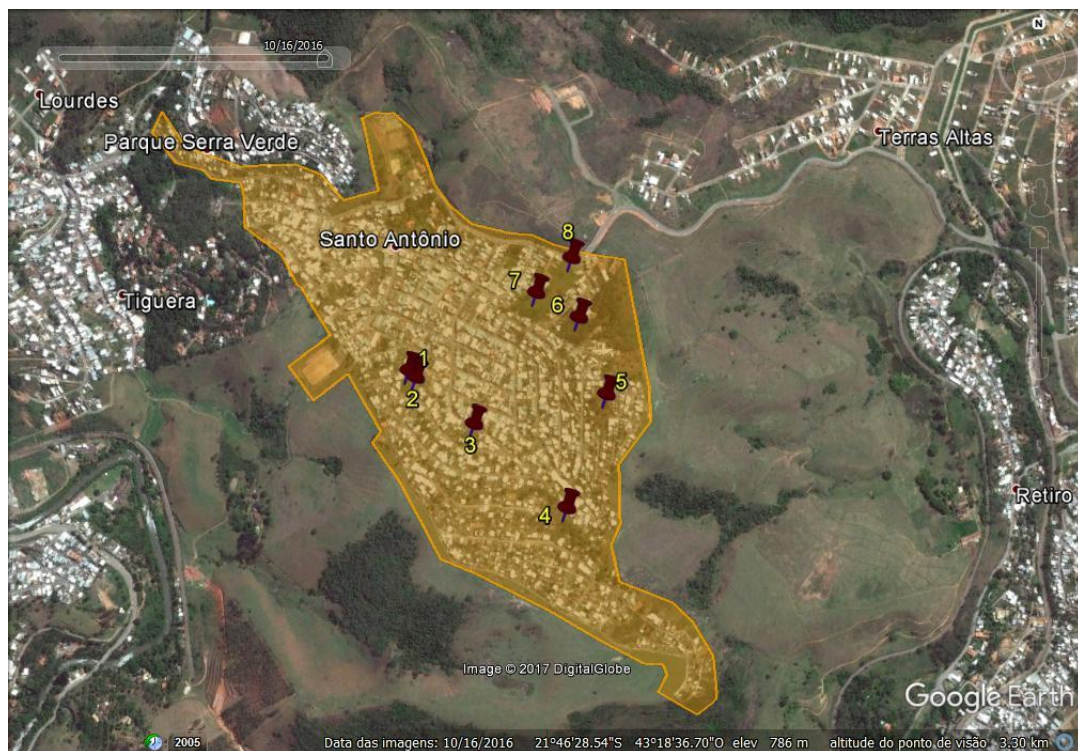 10/16/2016
N
Lourdes
Parque Serra Verde
Terras Altas
Santo Antônio
8
7
6
Tiguera
1
5
2
3
Retiro
4
Image © 2017 DigitalGlobe
Google Earth
2005
Data das imagens: 10/16/2016 21°46'28.54"S 43°18'36.70"O elev 786 m altitude do ponto de visão 3.30 km